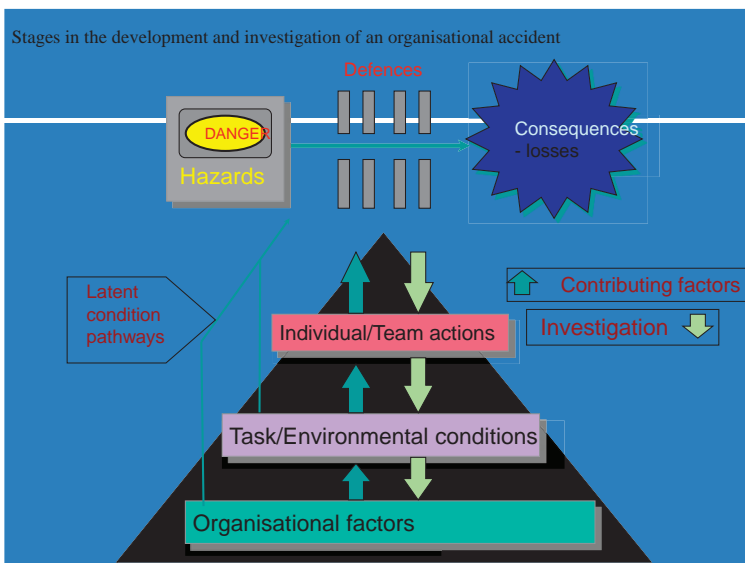 Stages in the development and investigation of an organisational accident
Defences
DANGER
Hazards
Consequences
- losses
Latent
condition
pathways
Contributing factors
Investigation
Individual/Team actions
Task/Environmental conditions
Organisational factors